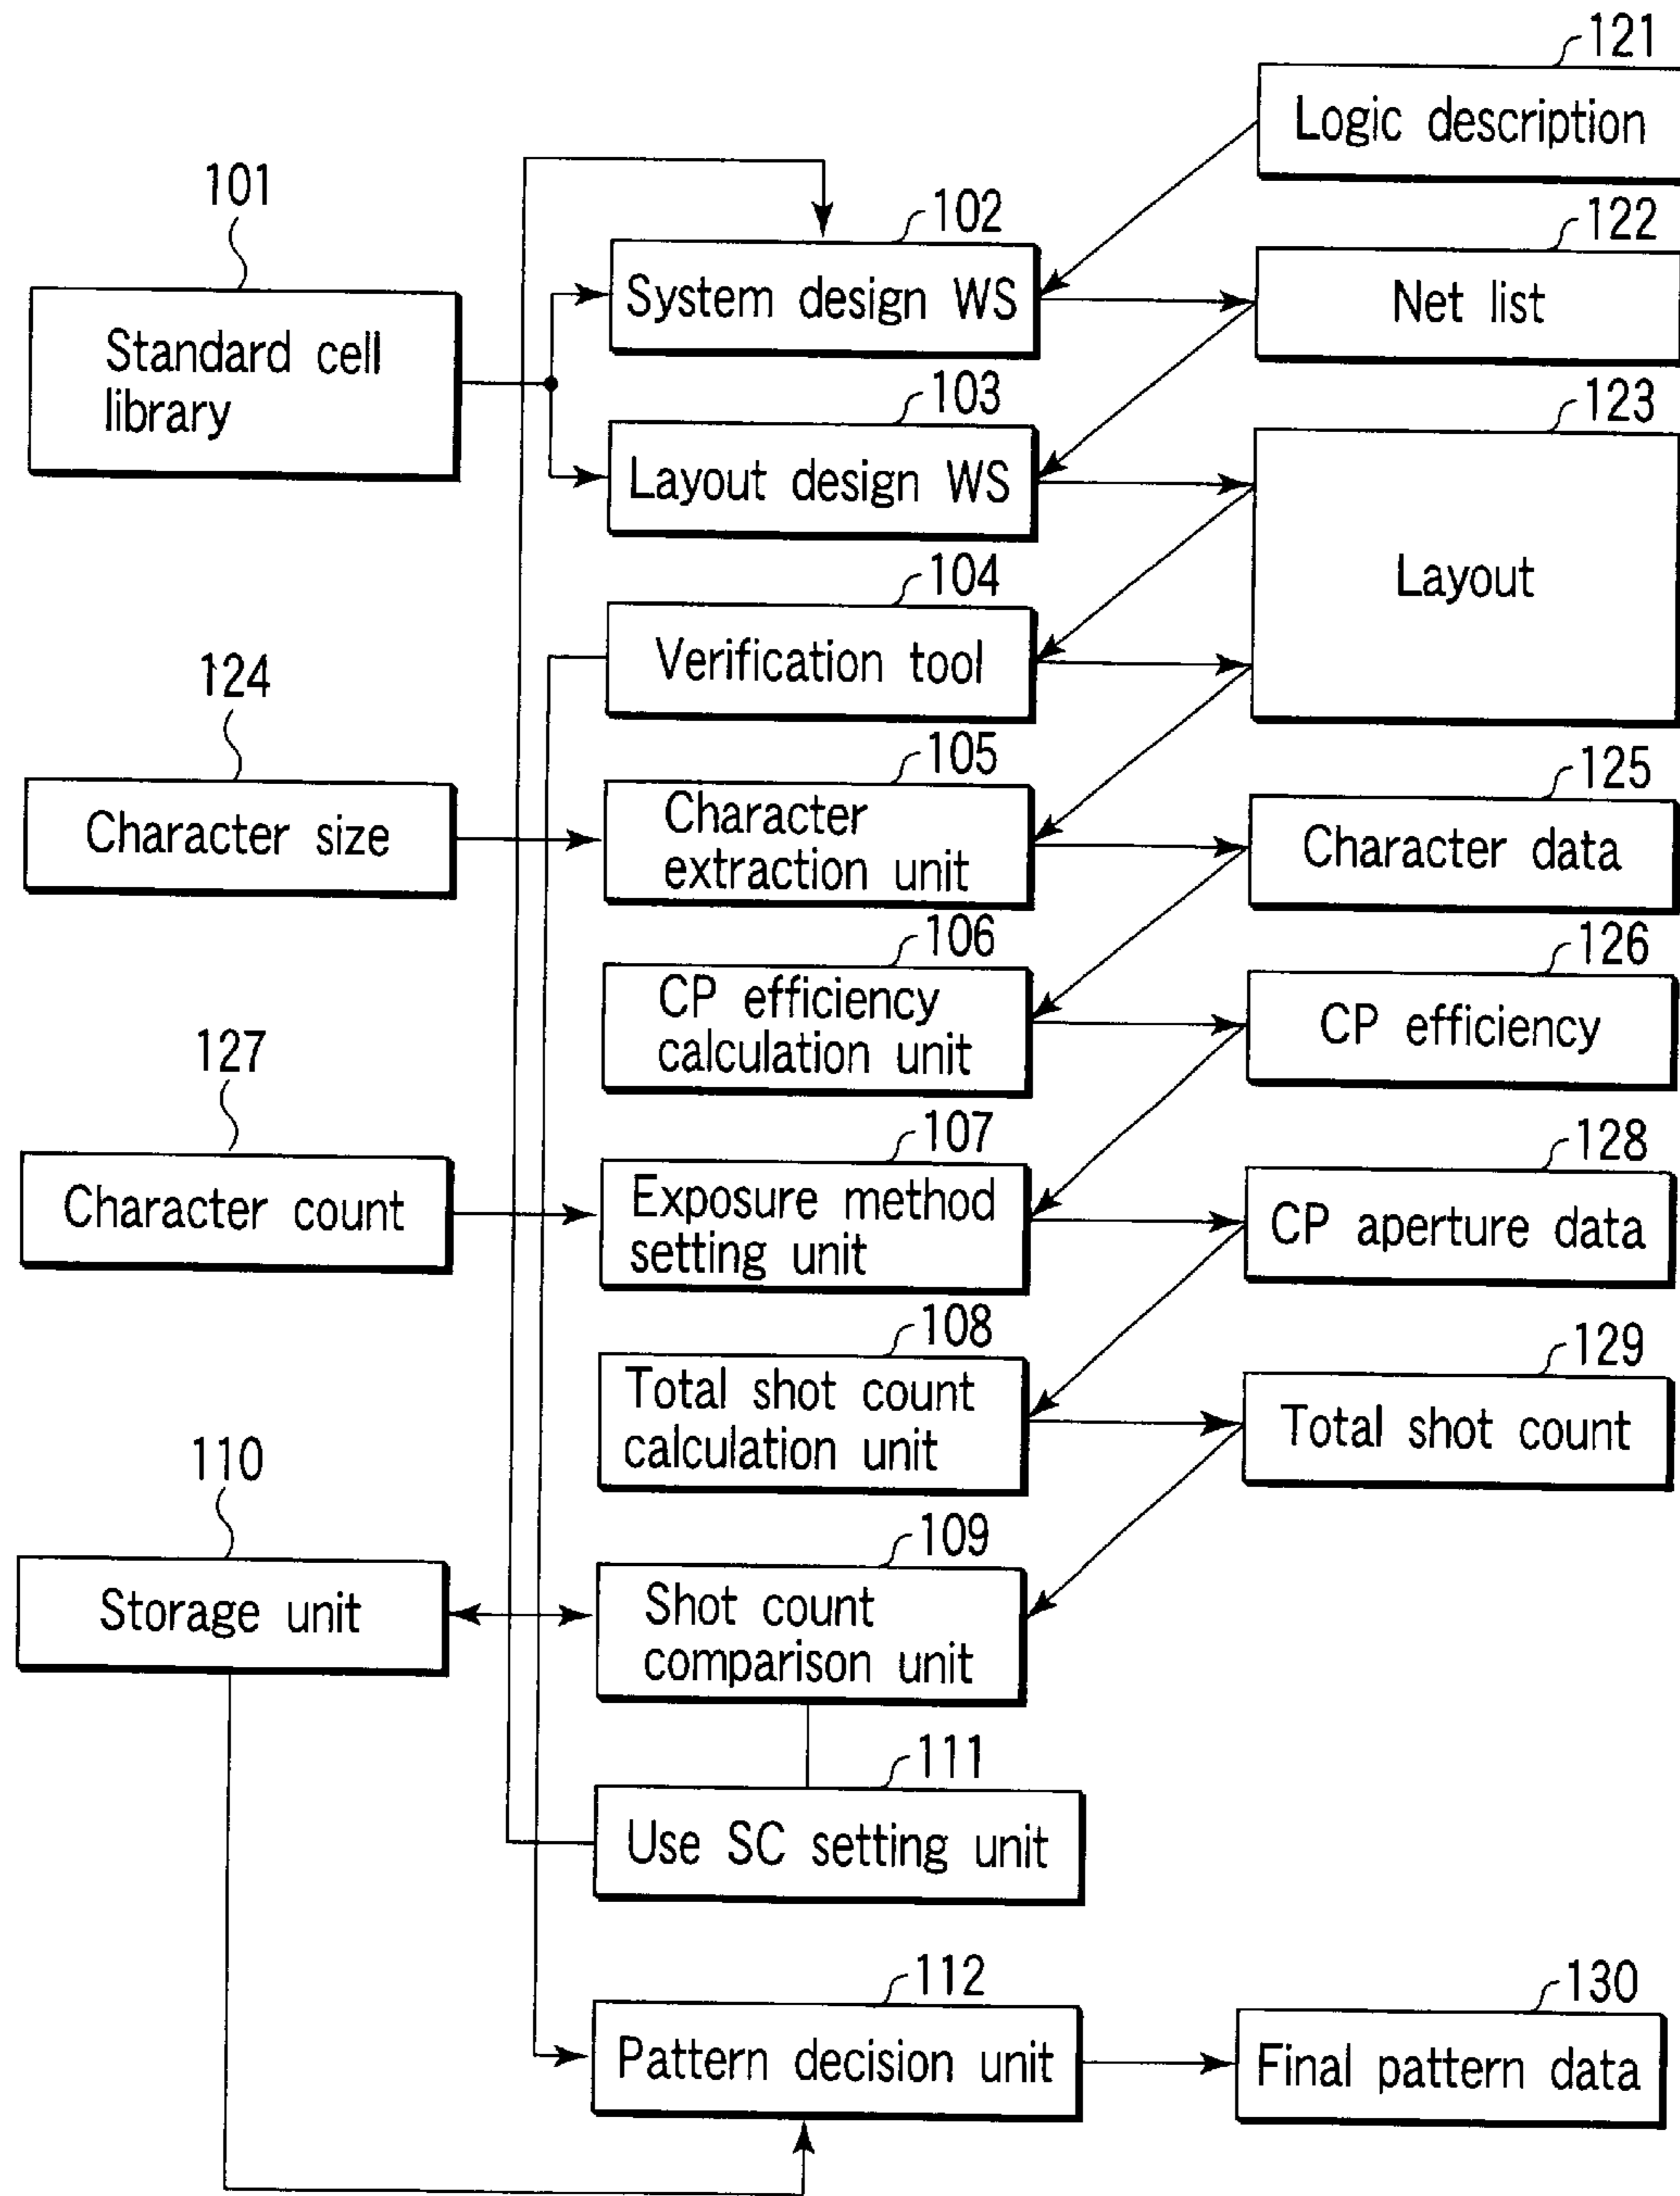 121
Logic description
101
Standard cell
library
102
System design WS
122
Net list
103
Layout design WS
123
Layout
104
Verification tool
124
Character size
105
Character
extraction unit
125
Character data
106
CP efficiency
calculation unit
126
CP efficiency
127
Character count
107
Exposure method
setting unit
128
CP aperture data
108
Total shot count
calculation unit
129
Total shot count
110
Storage unit
109
Shot count
comparison unit
111
Use SC setting unit
112
Pattern decision unit
130
Final pattern data